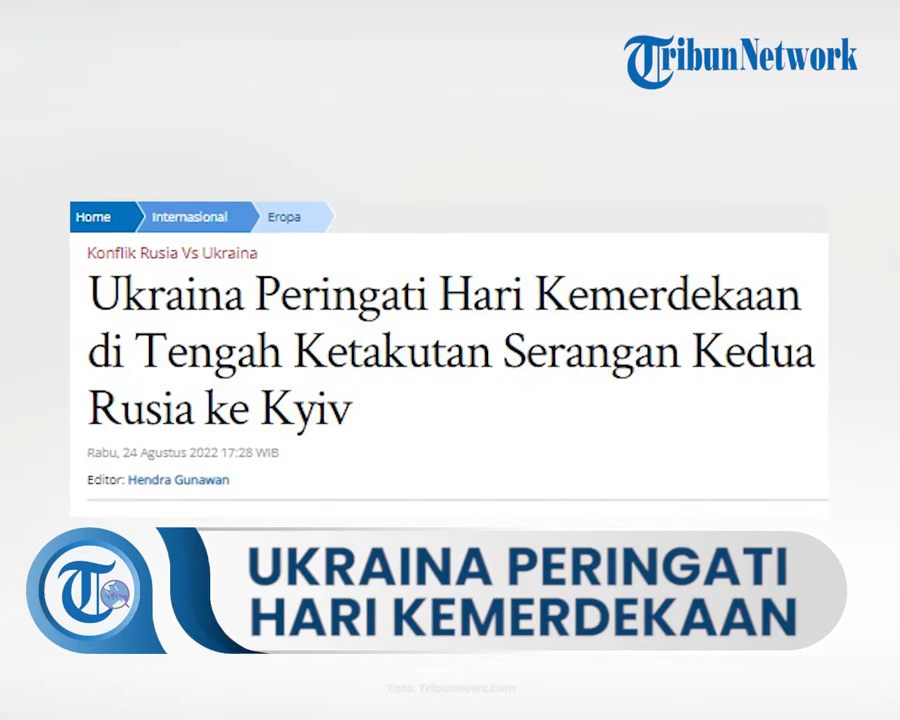 TribunNetwork
Home Internasional Eropa
Konflik Rusia Vs Ukraina
Ukraina Peringati Hari Kemerdekaan
di Tengah Ketakutan Serangan Kedua
Rusia ke Kyiv
Rabu, 24 Agustus 2022 17:28 WIB
Editor: Hendra Gunawan
UKRAINA PERINGATI
HARI KEMERDEKAAN
Foto: Tribunnews.com